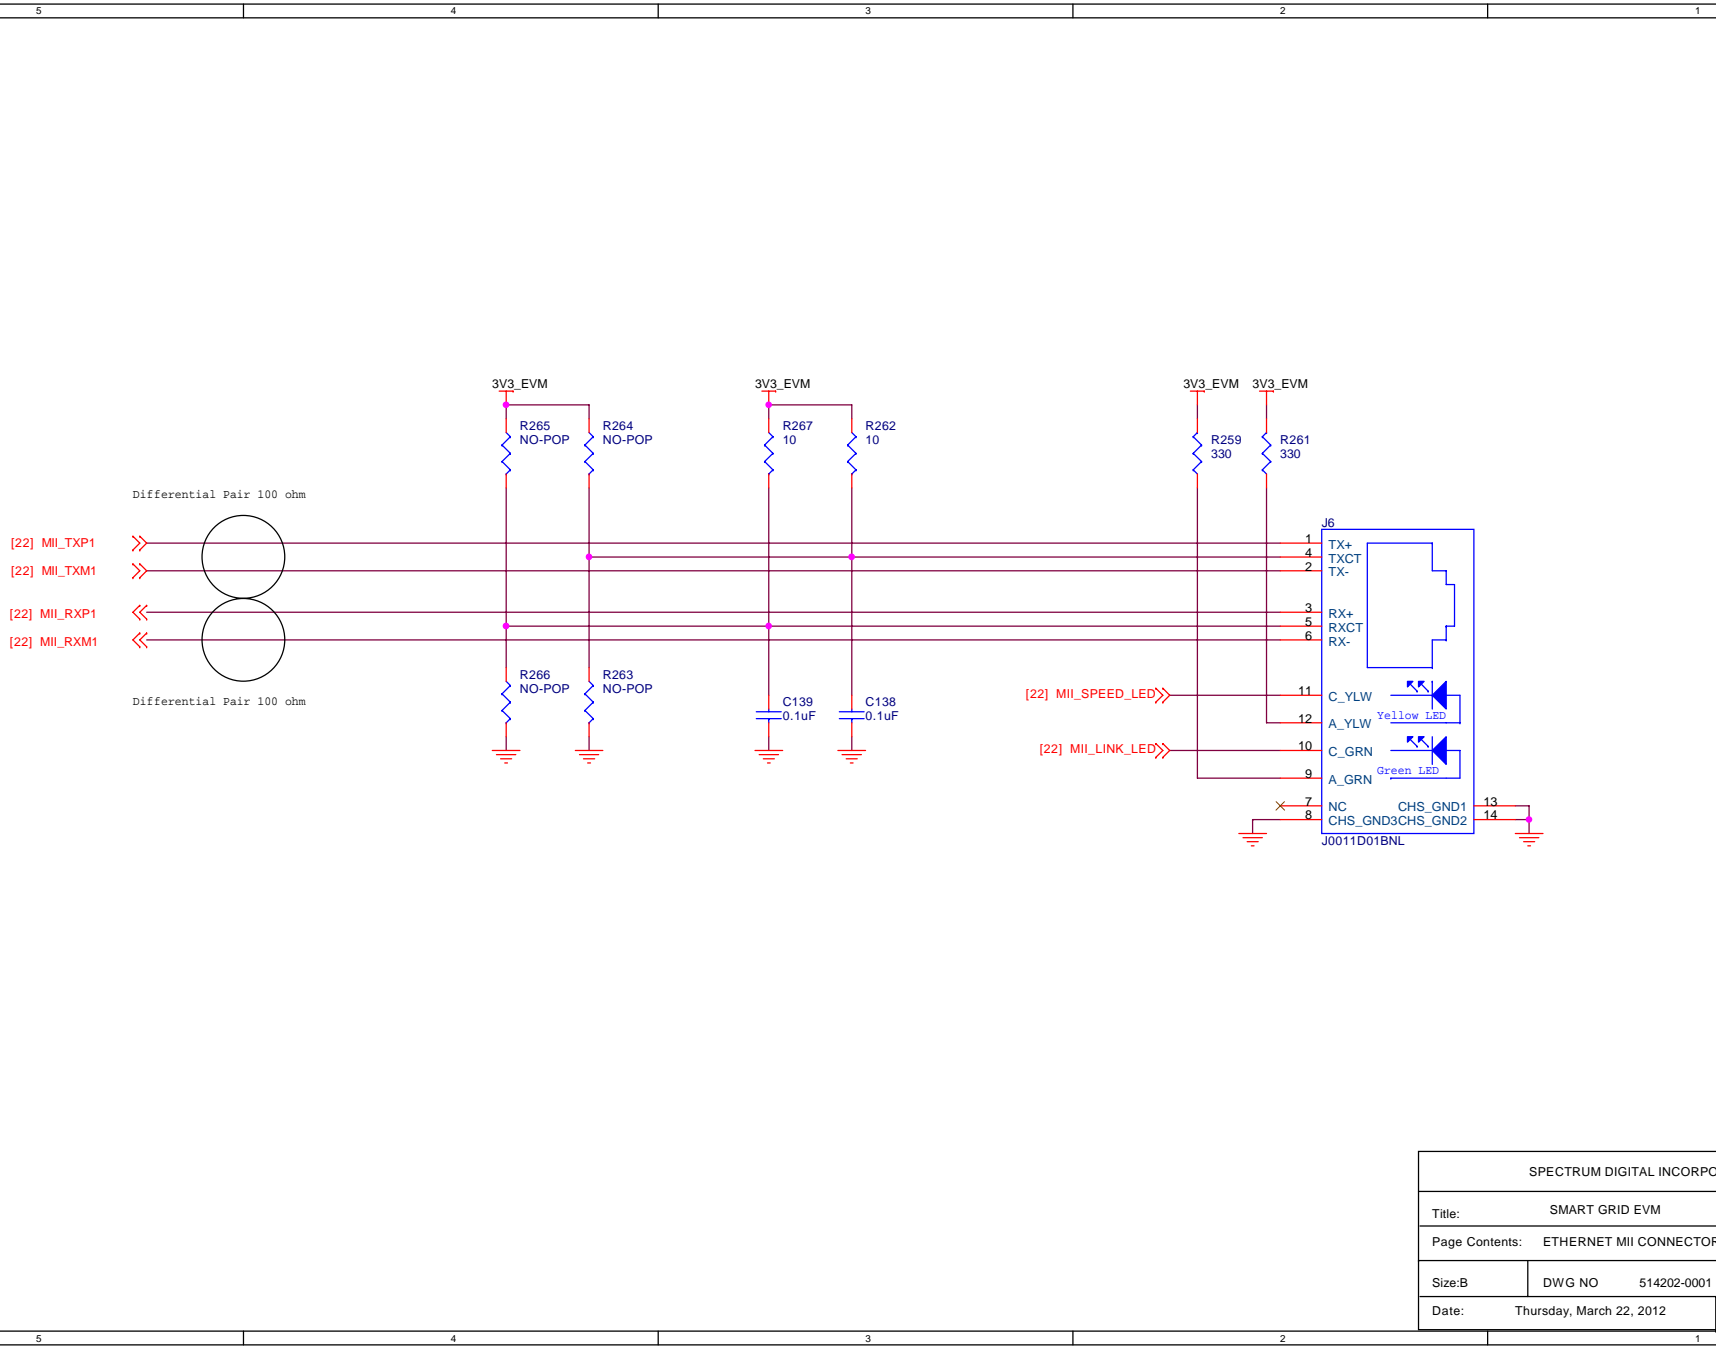 5 4 3 2 1
3V3_EVM 3V3_EVM 3V3_EVM 3V3_EVM
R265
NO-POP
R264
NO-POP
R267
10
R262
10
R259
330
R261
330
Differential Pair 100 ohm
[22] MII_TXP1
[22] MII_TXM1
[22] MII_RXP1
[22] MII_RXM1
Differential Pair 100 ohm
R266
NO-POP
R263
NO-POP
C139
0.1uF
C138
0.1uF
[22] MII_SPEED_LED
[22] MII_LINK_LED
J6
1 TX+
4 TXCT
2 TX-
3 RX+
5 RXCT
6 RX-
11 C_YLW
12 A_YLW
Yellow LED
10 C_GRN
Green LED
9 A_GRN
7 NC CHS_GND1 13
8 CHS_GND3 CHS_GND2 14
J0011D01BNL
SPECTRUM DIGITAL INCORPO
Title: SMART GRID EVM
Page Contents: ETHERNET MII CONNECTOR
Size:B DWG NO 514202-0001
Date: Thursday, March 22, 2012
5 4 3 2 1